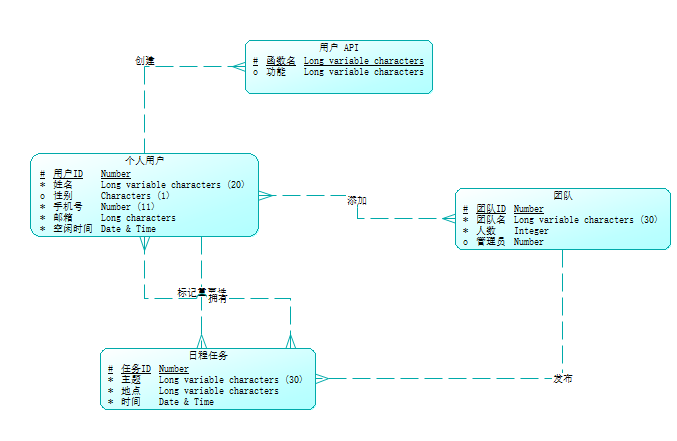 用户 API
# 函数名 Long variable characters
o 功能 Long variable characters
创建
个人用户
# 用户ID Number
* 姓名 Long variable characters (20)
o 性别 Characters (1)
* 手机号 Number (11)
* 邮箱 Long characters
* 空闲时间 Date & Time
添加
团队
# 团队ID Number
* 团队名 Long variable characters (30)
* 人数 Integer
o 管理员 Number
标记重要性
拥有
日程任务
# 任务ID Number
* 主题 Long variable characters (30)
* 地点 Long variable characters
* 时间 Date & Time
发布